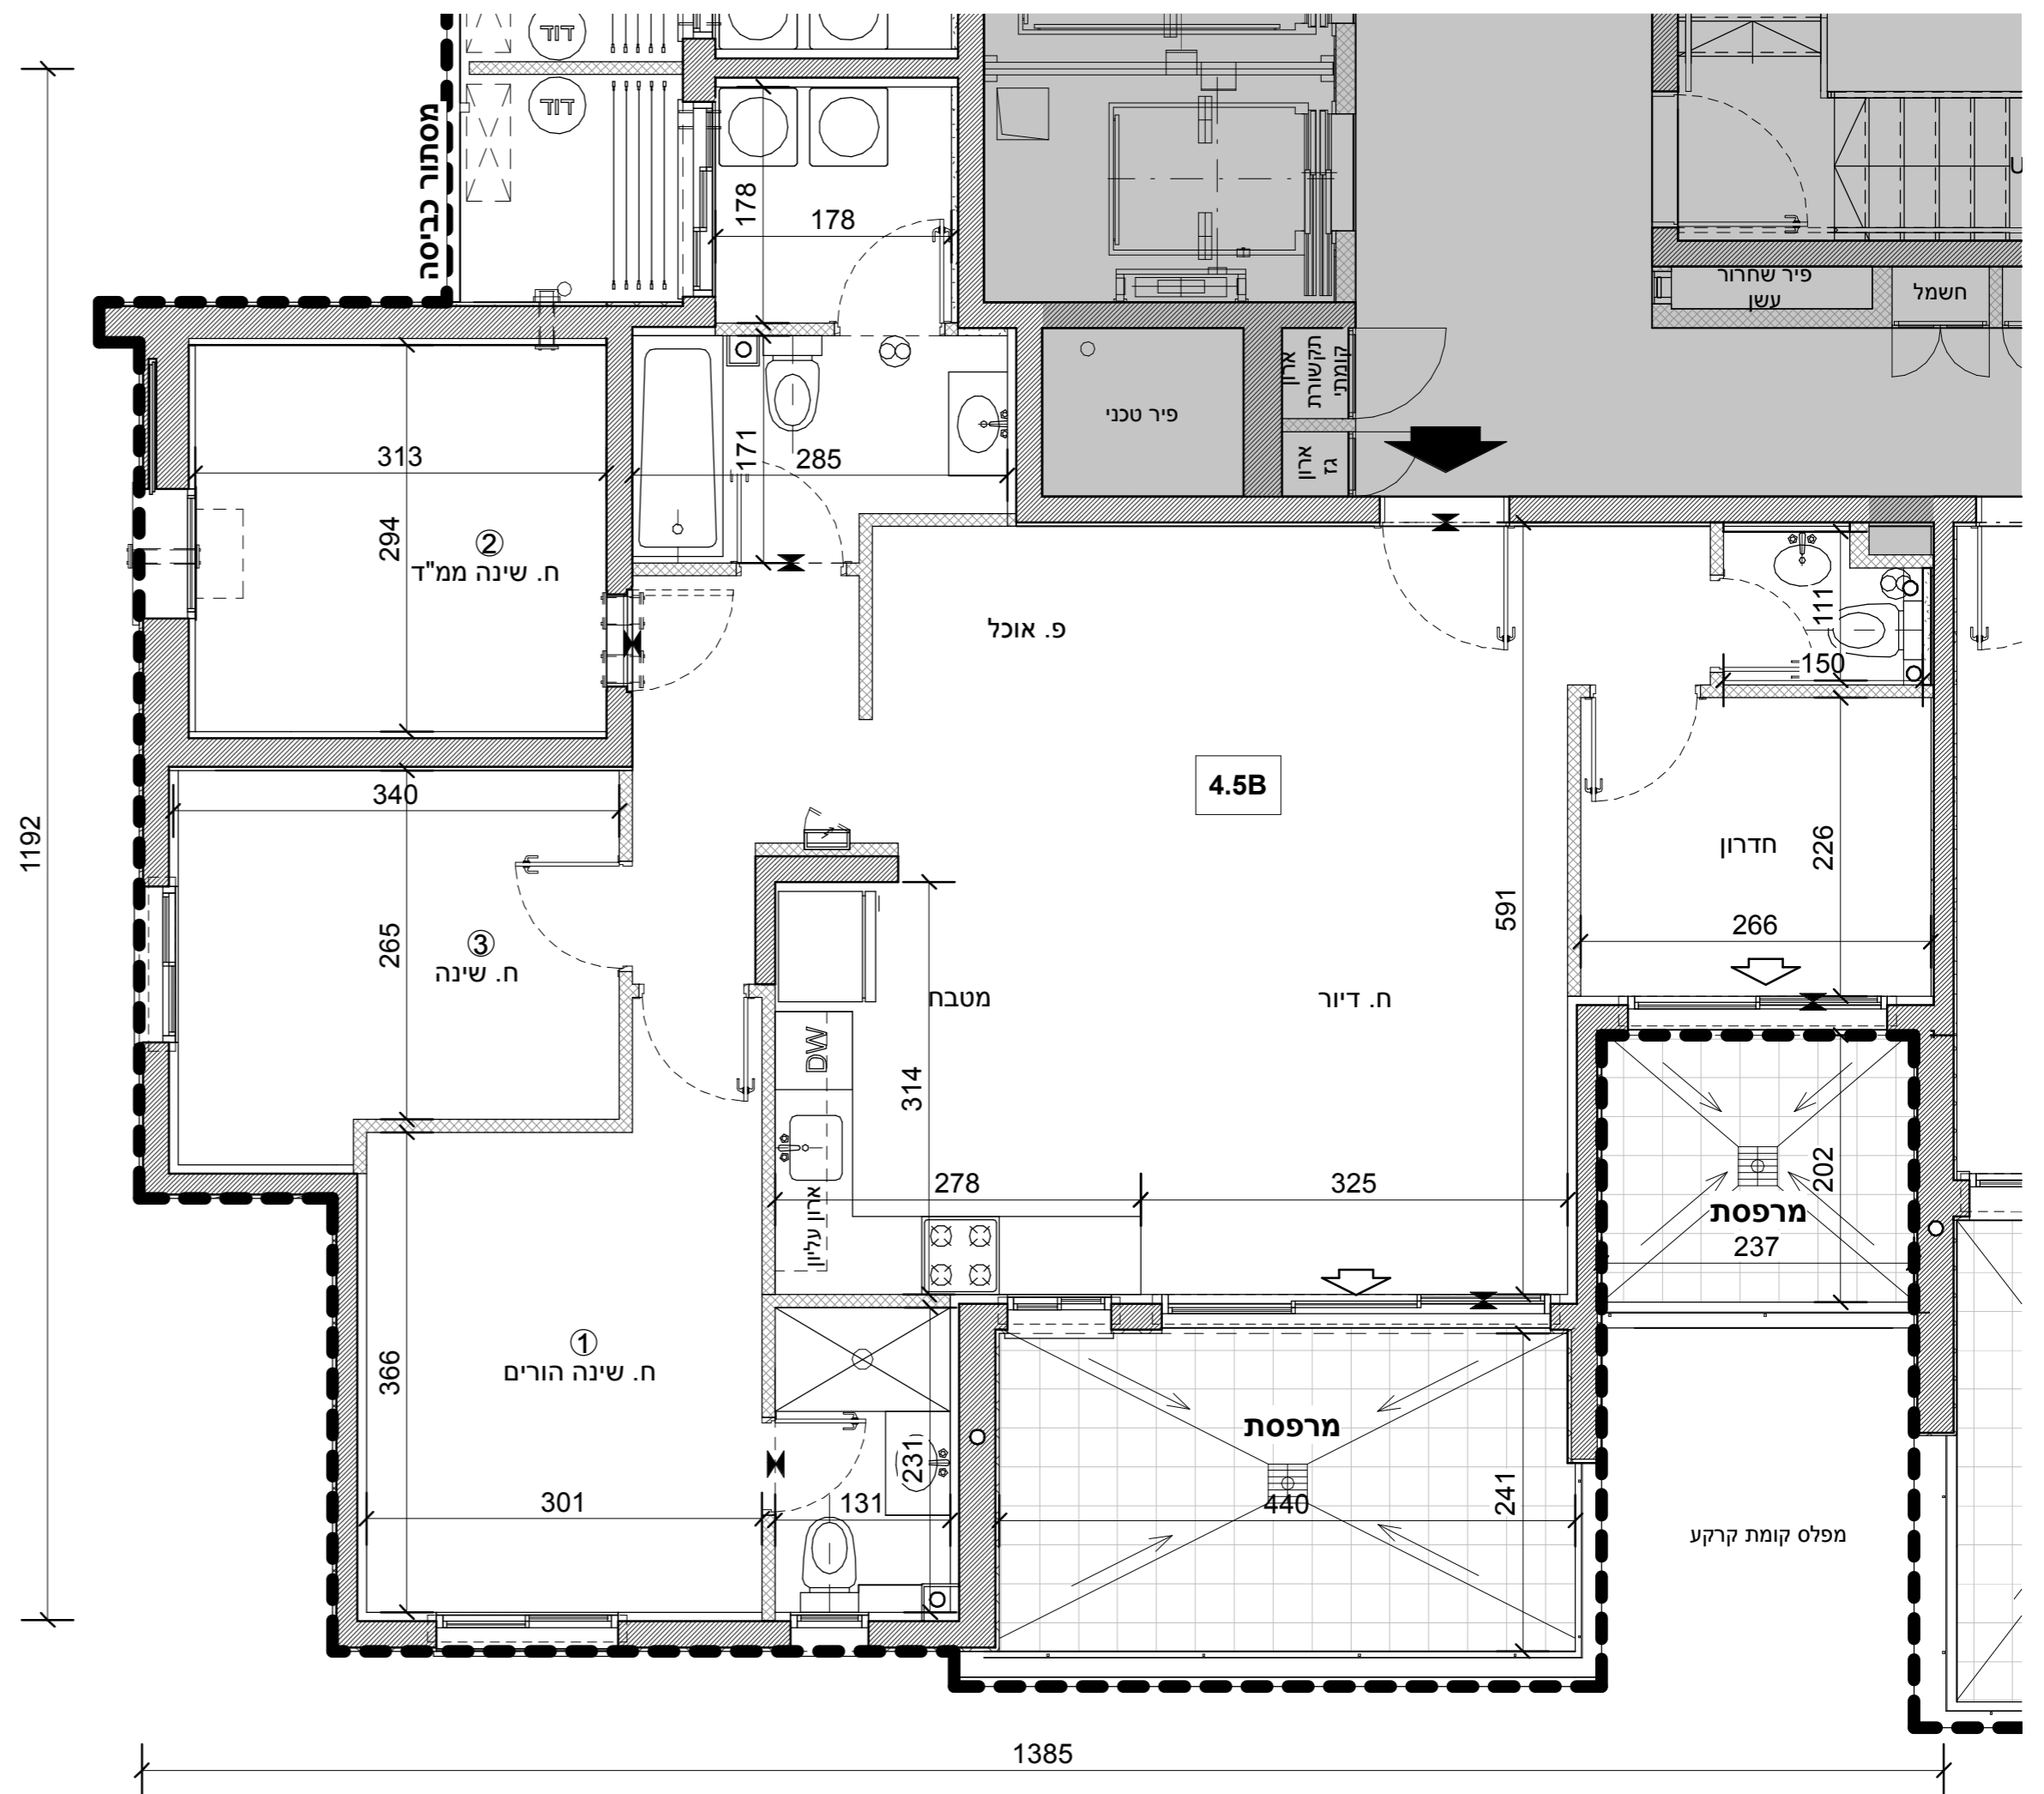 דוד
דוד
מסתור כביסה
178
178
פיר שחרור
עשן
חשמל
ארון
תקשורת
קומתי
ארון
גז
פיר טכני
313
294
②
ח. שינה ממ"ד
171
285
פ. אוכל
111
150
4.5B
1192
340
265
③
ח. שינה
חדרון
226
266
591
מטבח
ח. דיור
DW
314
278
325
ארון עליון
202
מרפסת
237
①
ח. שינה הורים
366
301
231
131
מרפסת
440
241
מפלס קומת קרקע
1385